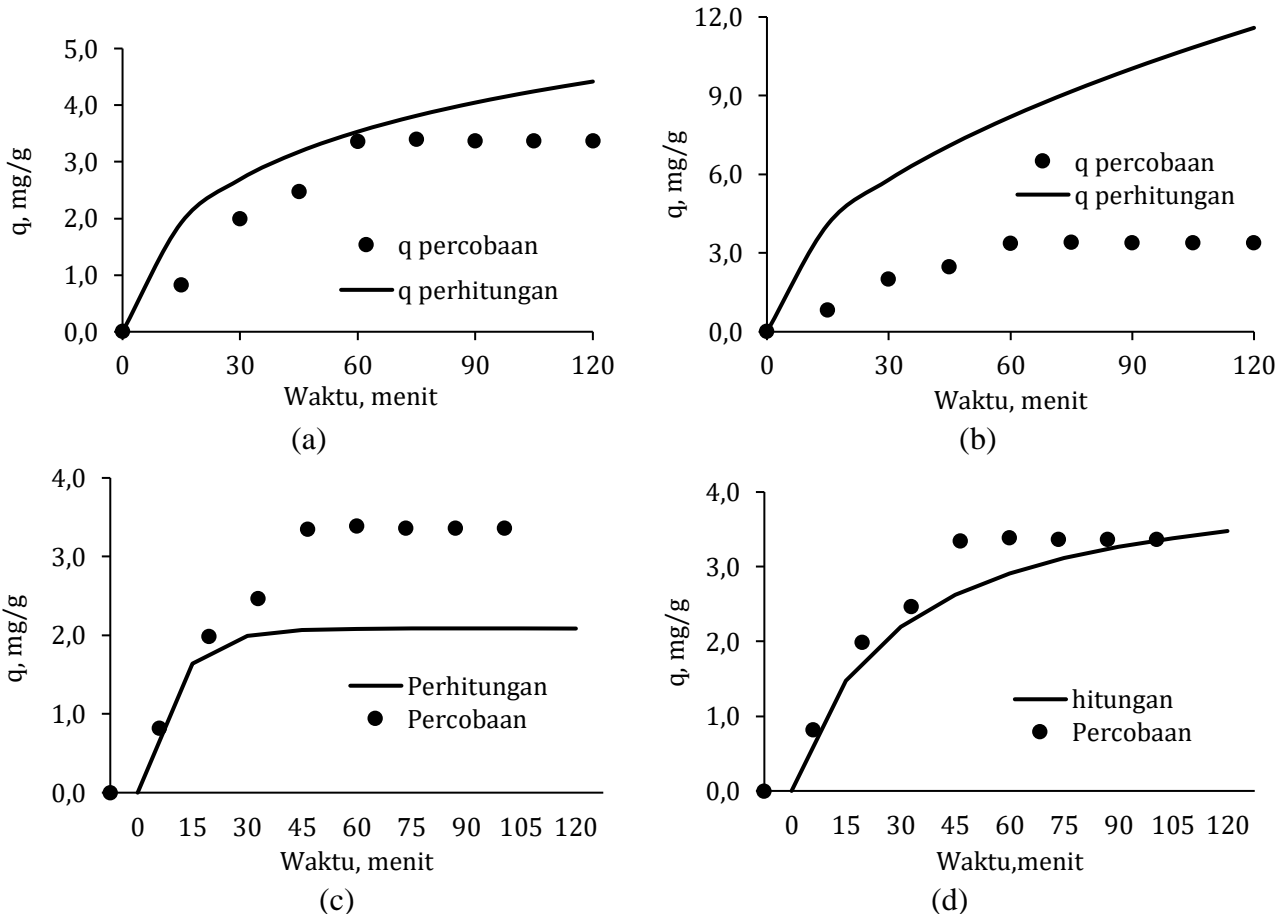 5,0
4,0
3,0
2,0
1,0
0,0
q, mg/g
q percobaan
q perhitungan
0 30 60 90 120
Waktu, menit
(a)
12,0
9,0
6,0
3,0
0,0
q, mg/g
q percobaan
q perhitungan
0 30 60 90 120
Waktu, menit
(b)
4,0
3,0
2,0
1,0
0,0
q, mg/g
Perhitungan
Percobaan
0 15 30 45 60 75 90 105 120
Waktu, menit
(c)
4,0
3,0
2,0
1,0
0,0
q, mg/g
hitungan
Percobaan
0 15 30 45 60 75 90 105 120
Waktu,menit
(d)